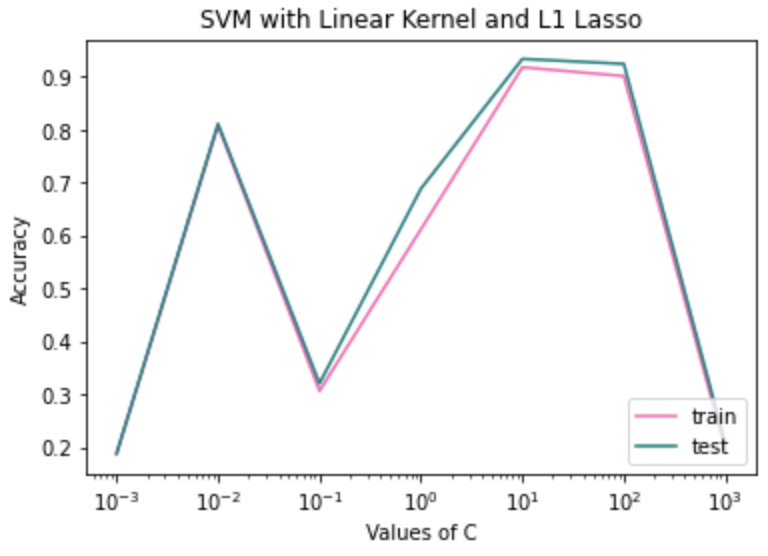 SVM with Linear Kernel and L1 Lasso
Accuracy
0.9
0.8
0.7
0.6
0.5
0.4
0.3
0.2
train
test
10⁻³ 10⁻² 10⁻¹ 10⁰ 10¹ 10² 10³
Values of C